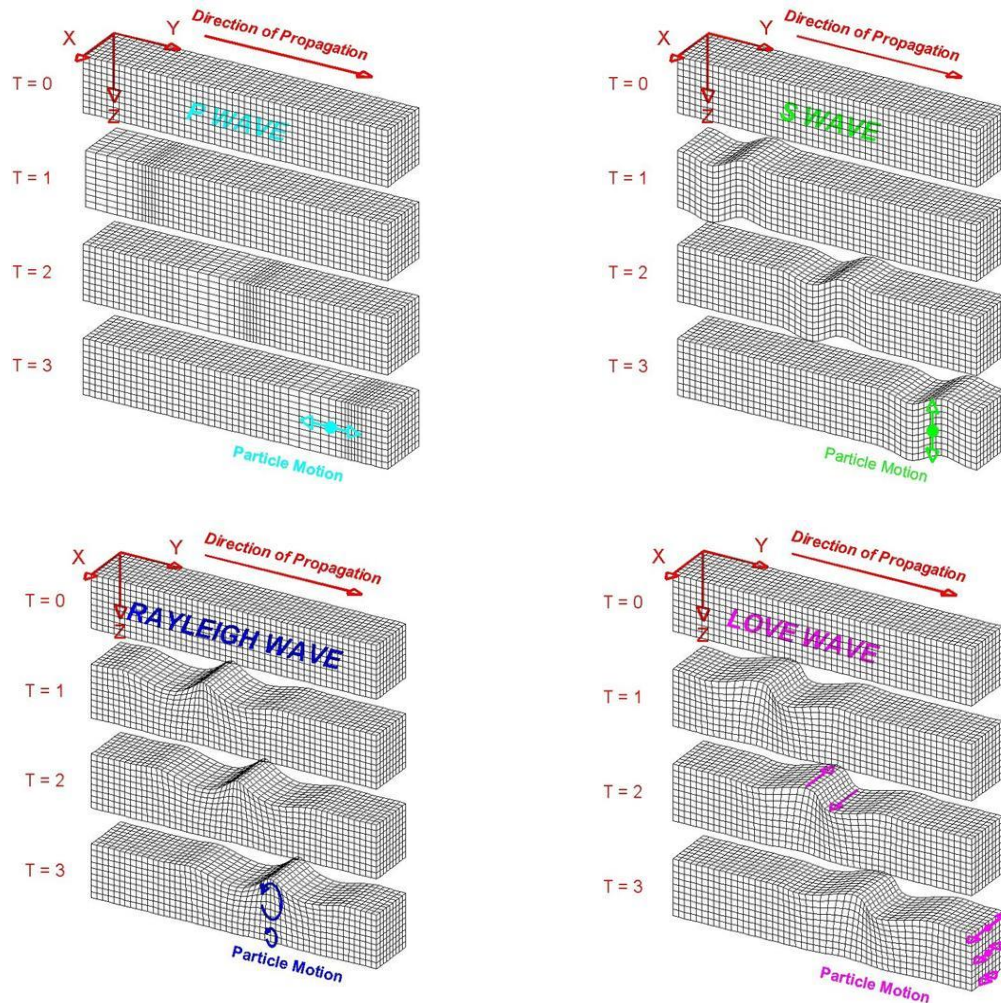 Direction of Propagation
X
Y
T = 0
Z
P WAVE
T = 1
T = 2
T = 3
Particle Motion
Direction of Propagation
X
Y
T = 0
Z
S WAVE
T = 1
T = 2
T = 3
Particle Motion
Direction of Propagation
X
Y
T = 0
Z
RAYLEIGH WAVE
T = 1
T = 2
T = 3
Particle Motion
Direction of Propagation
X
Y
T = 0
Z
LOVE WAVE
T = 1
T = 2
T = 3
Particle Motion